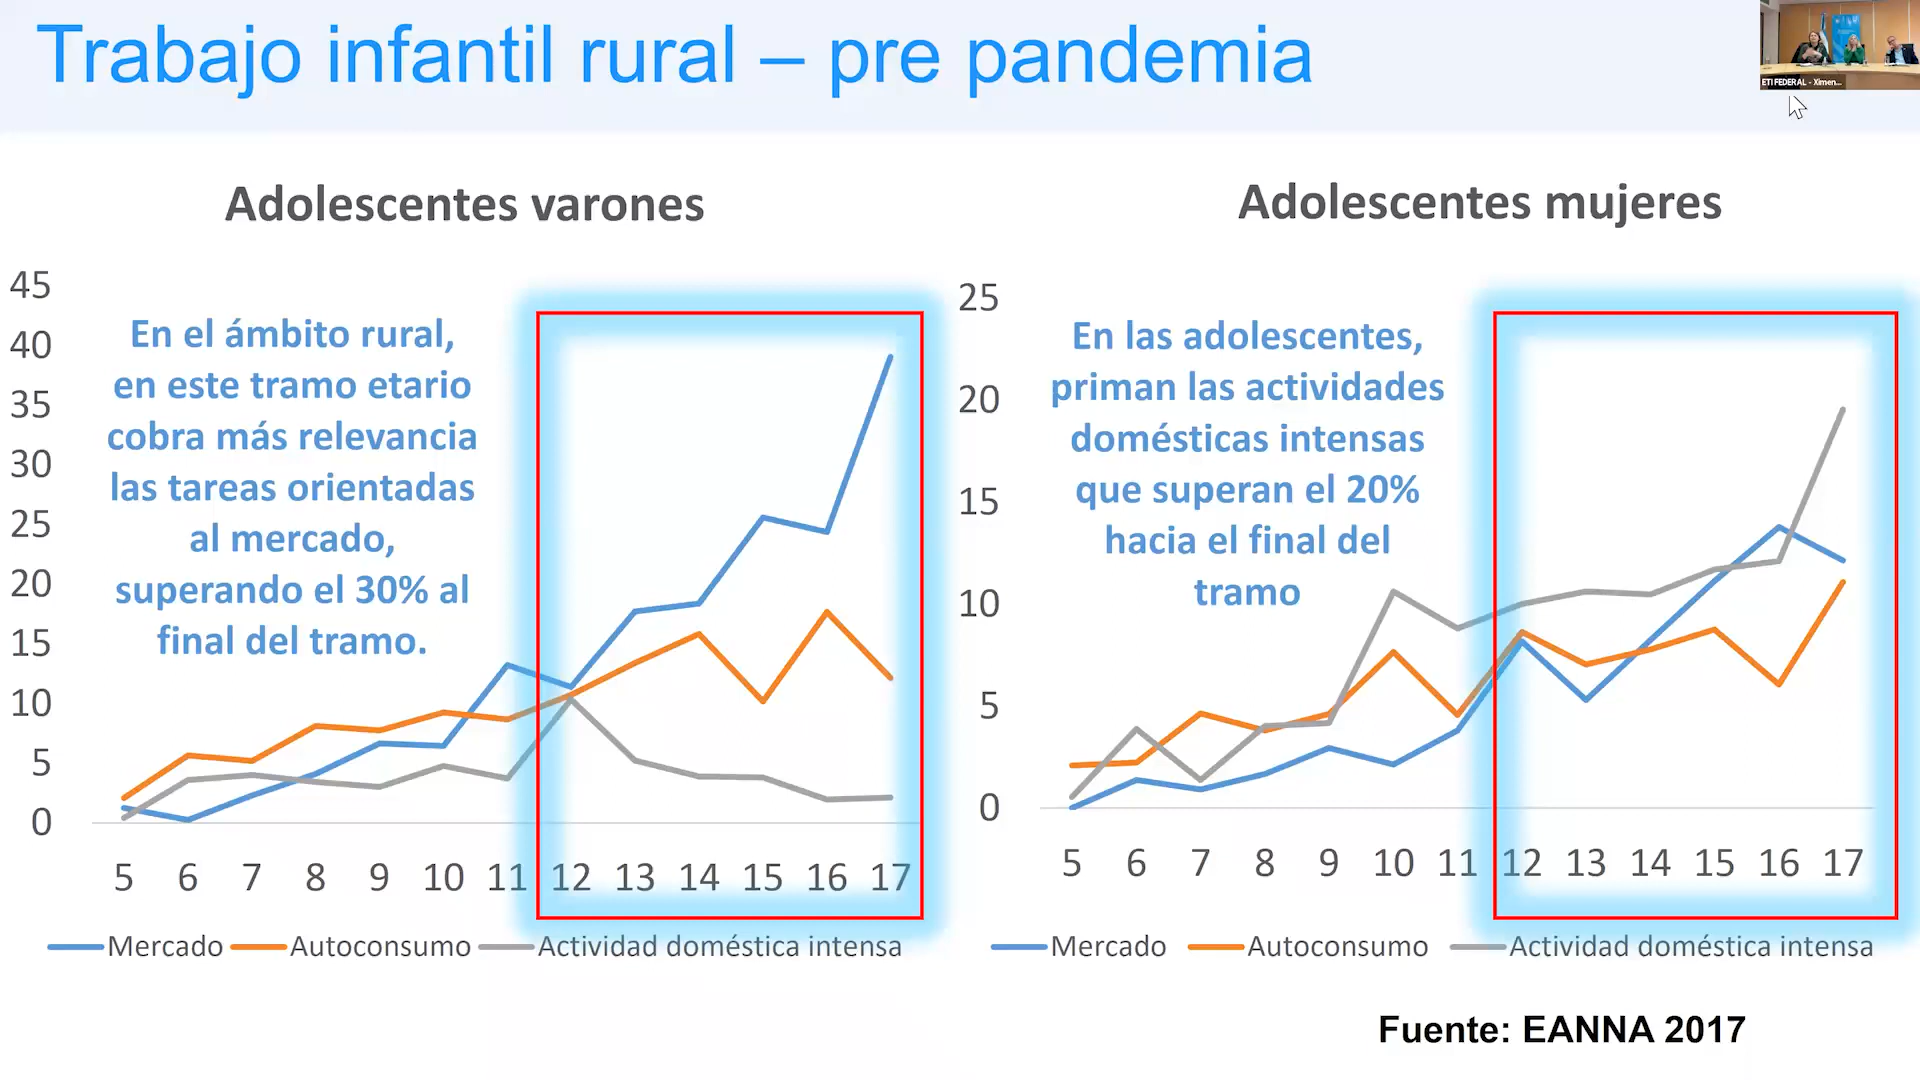 Trabajo infantil rural – pre pandemia
ETI FEDERAL - Ximen...
Adolescentes varones
45
40
35
30
25
20
15
10
5
0
En el ámbito rural,
en este tramo etario
cobra más relevancia
las tareas orientadas
al mercado,
superando el 30% al
final del tramo.
5 6 7 8 9 10 11 12 13 14 15 16 17
Mercado Autoconsumo Actividad doméstica intensa
Adolescentes mujeres
25
20
15
10
5
0
En las adolescentes,
priman las actividades
domésticas intensas
que superan el 20%
hacia el final del
tramo
5 6 7 8 9 10 11 12 13 14 15 16 17
Mercado Autoconsumo Actividad doméstica intensa
Fuente: EANNA 2017